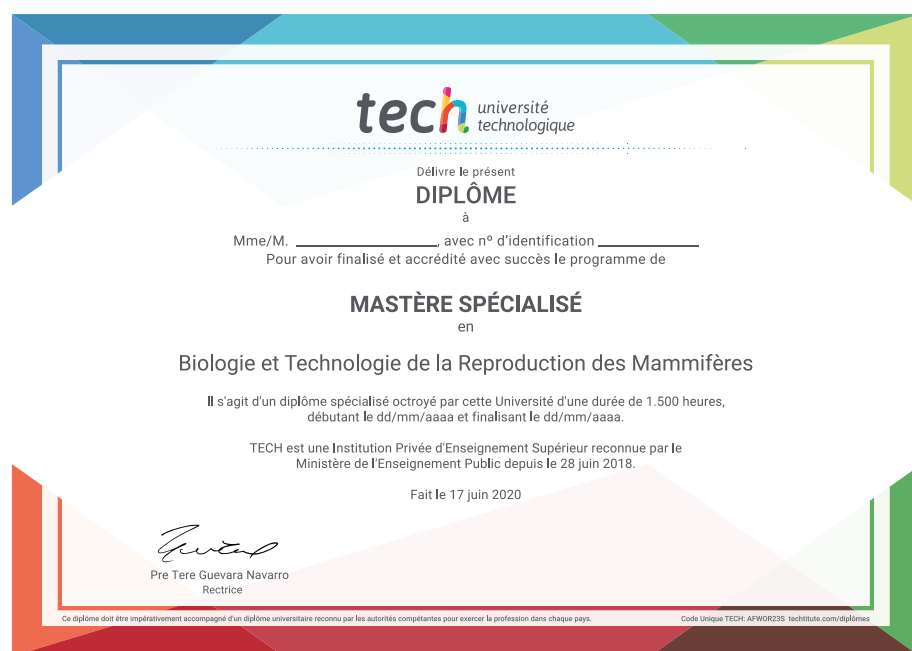 tech université
technologique
Délivre le présent
DIPLÔME
à
Mme/M. ____________________, avec nº d'identification ______________
Pour avoir finalisé et accrédité avec succès le programme de
MASTÈRE SPÉCIALISÉ
en
Biologie et Technologie de la Reproduction des Mammifères
Il s'agit d'un diplôme spécialisé octroyé par cette Université d'une durée de 1.500 heures,
débutant le dd/mm/aaaa et finalisant le dd/mm/aaaa.
TECH est une Institution Privée d'Enseignement Supérieur reconnue par le
Ministère de l'Enseignement Public depuis le 28 juin 2018.
Fait le 17 juin 2020
Pre Tere Guevara Navarro
Rectrice
Ce diplôme doit être impérativement accompagné d'un diplôme universitaire reconnu par les autorités compétantes pour exercer la profession dans chaque pays. Code Unique TECH: AFWOR23S techtitute.com/diplômes